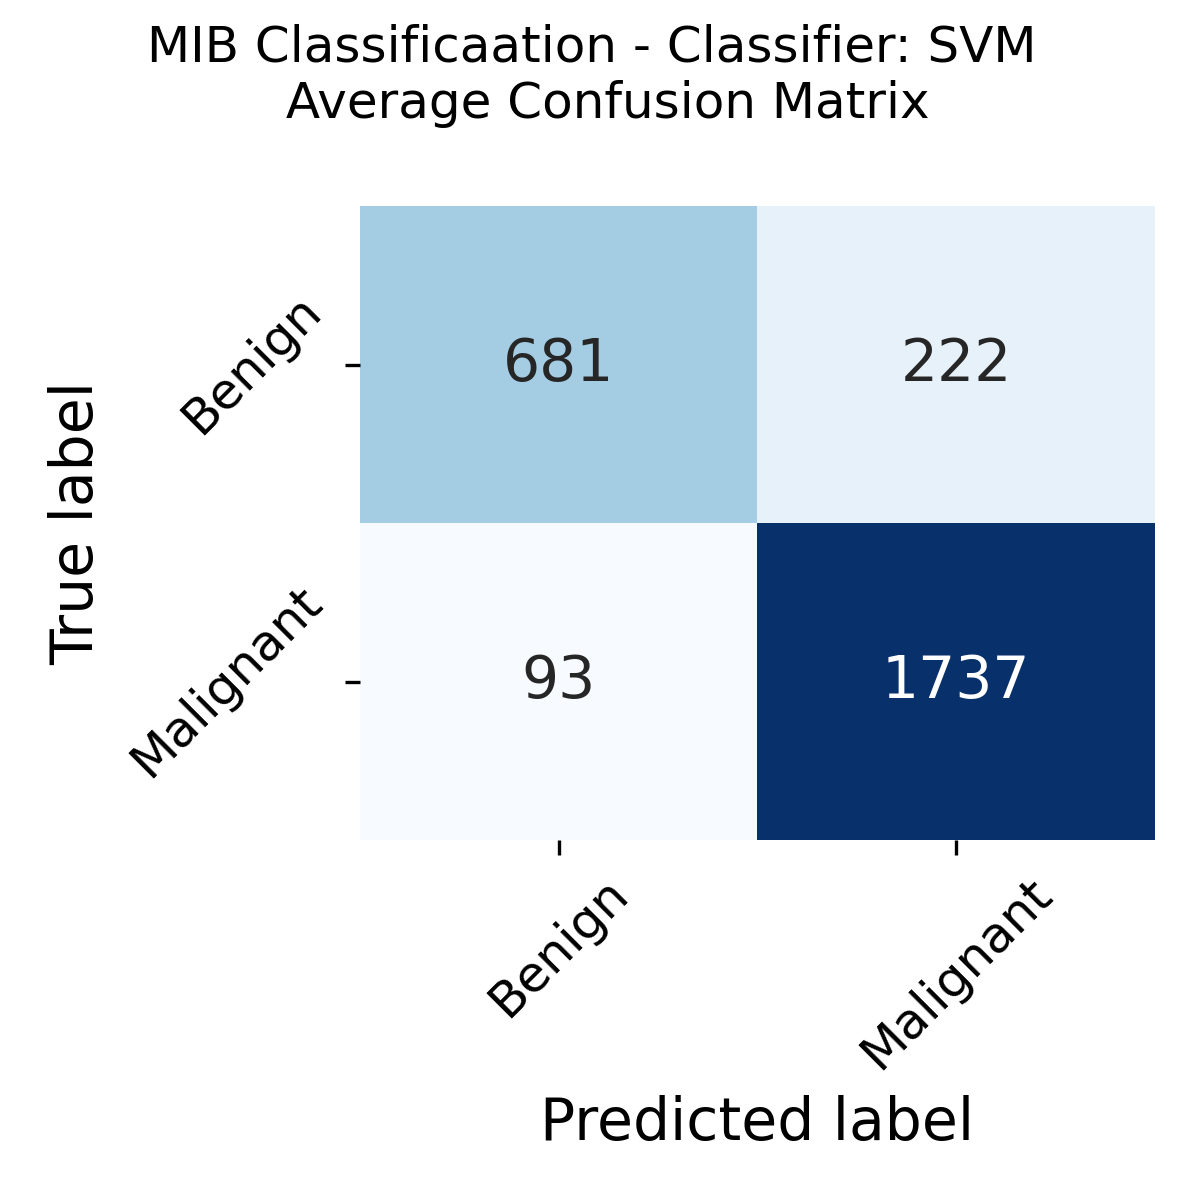 MIB Classificaation - Classifier: SVM
Average Confusion Matrix
True label
Benign
681
222
Malignant
93
1737
Benign
Malignant
Predicted label